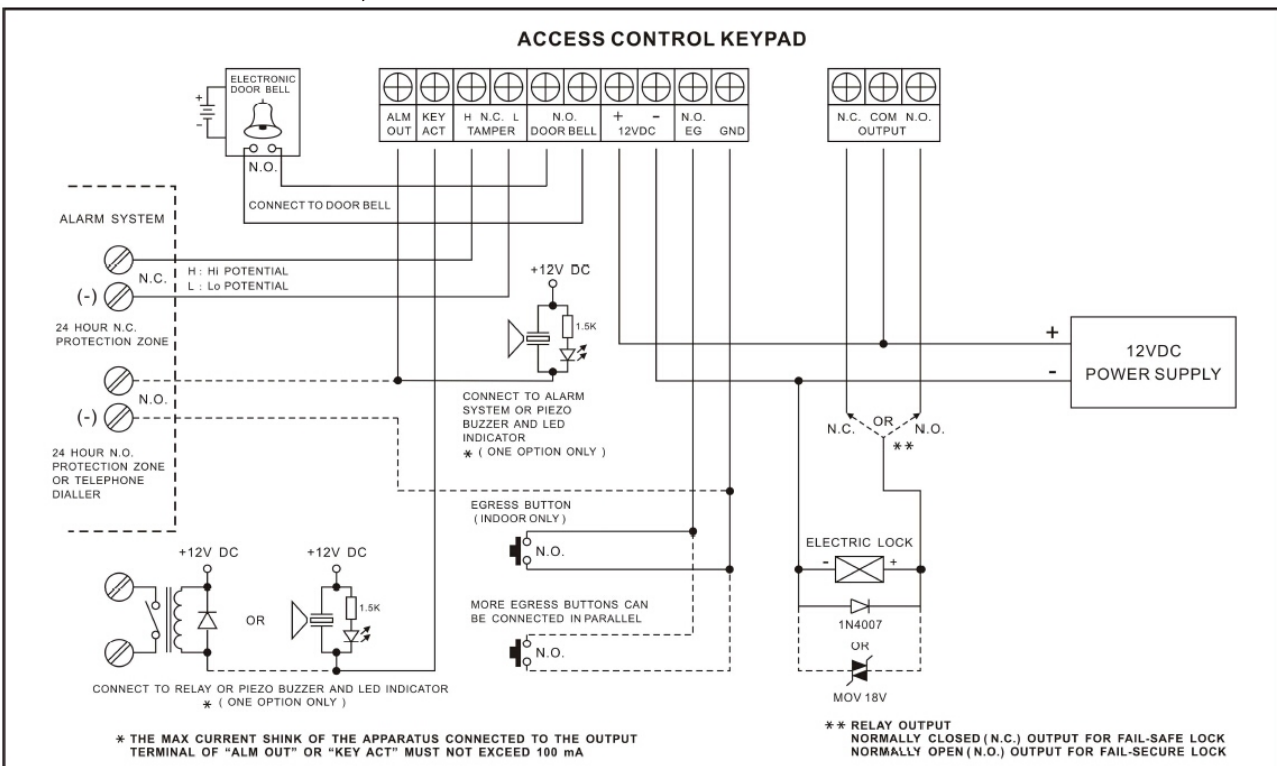 ACCESS CONTROL KEYPAD
ELECTRONIC
DOOR BELL
+
-
N.O.
CONNECT TO DOOR BELL
ALM
OUT
KEY
ACT
H N.C. L
TAMPER
N.O.
DOOR BELL
+ -
12VDC
N.O.
EG
GND
N.C. COM N.O.
OUTPUT
ALARM SYSTEM
N.C.
(-)
H : Hi POTENTIAL
L : Lo POTENTIAL
24 HOUR N.C.
PROTECTION ZONE
N.O.
(-)
24 HOUR N.O.
PROTECTION ZONE
OR TELEPHONE
DIALLER
+12V DC
1.5K
CONNECT TO ALARM
SYSTEM OR PIEZO
BUZZER AND LED
INDICATOR
* ( ONE OPTION ONLY )
+
-
12VDC
POWER SUPPLY
N.C. OR N.O.
**
EGRESS BUTTON
( INDOOR ONLY )
N.O.
MORE EGRESS BUTTONS CAN
BE CONNECTED IN PARALLEL
N.O.
ELECTRIC LOCK
- +
1N4007
OR
MOV 18V
+12V DC
OR
+12V DC
1.5K
CONNECT TO RELAY OR PIEZO BUZZER AND LED INDICATOR
* ( ONE OPTION ONLY )
* THE MAX CURRENT SHINK OF THE APPARATUS CONNECTED TO THE OUTPUT
TERMINAL OF “ALM OUT” OR “KEY ACT” MUST NOT EXCEED 100 mA
** RELAY OUTPUT
NORMALLY CLOSED ( N.C. ) OUTPUT FOR FAIL-SAFE LOCK
NORMALLY OPEN ( N.O. ) OUTPUT FOR FAIL-SECURE LOCK